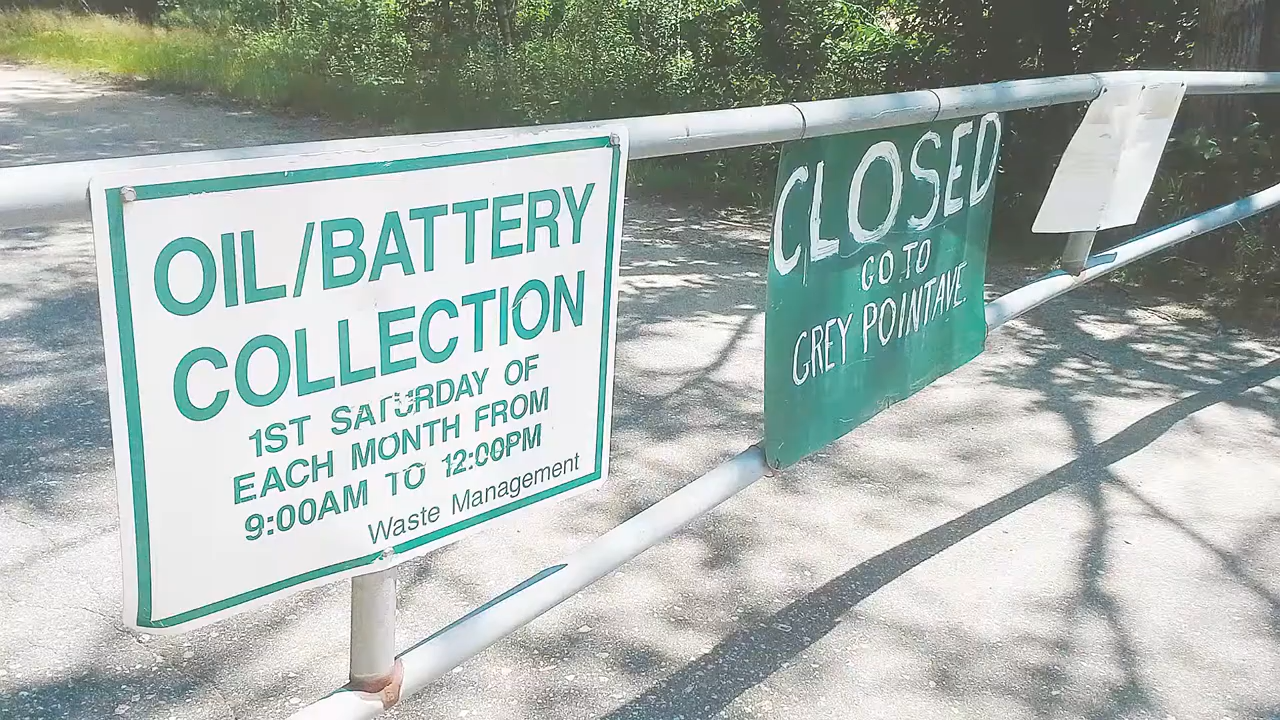 OIL/BATTERY
COLLECTION
1ST SATURDAY OF
EACH MONTH FROM
9:00AM TO 12:00PM
Waste Management
CLOSED
GO TO
GREY POINTAVE